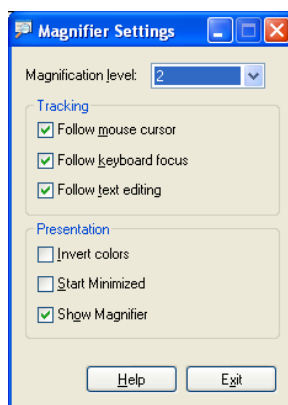 Magnifier Settings
Magnification level: 2
Tracking
Follow mouse cursor
Follow keyboard focus
Follow text editing
Presentation
Invert colors
Start Minimized
Show Magnifier
Help Exit